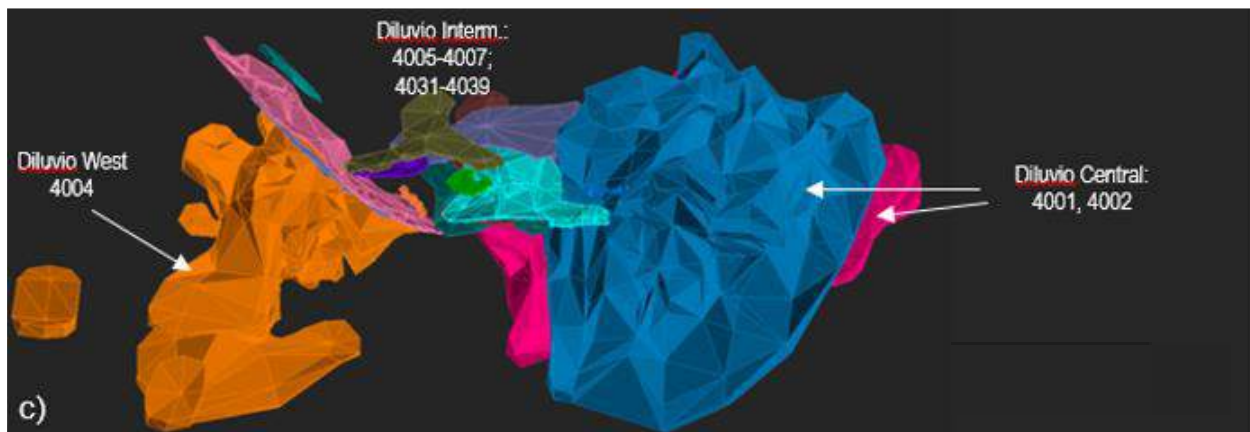 Diluvio Interm.:
4005-4007;
4031-4039
Diluvio West
4004
Diluvio Central:
4001, 4002
c)